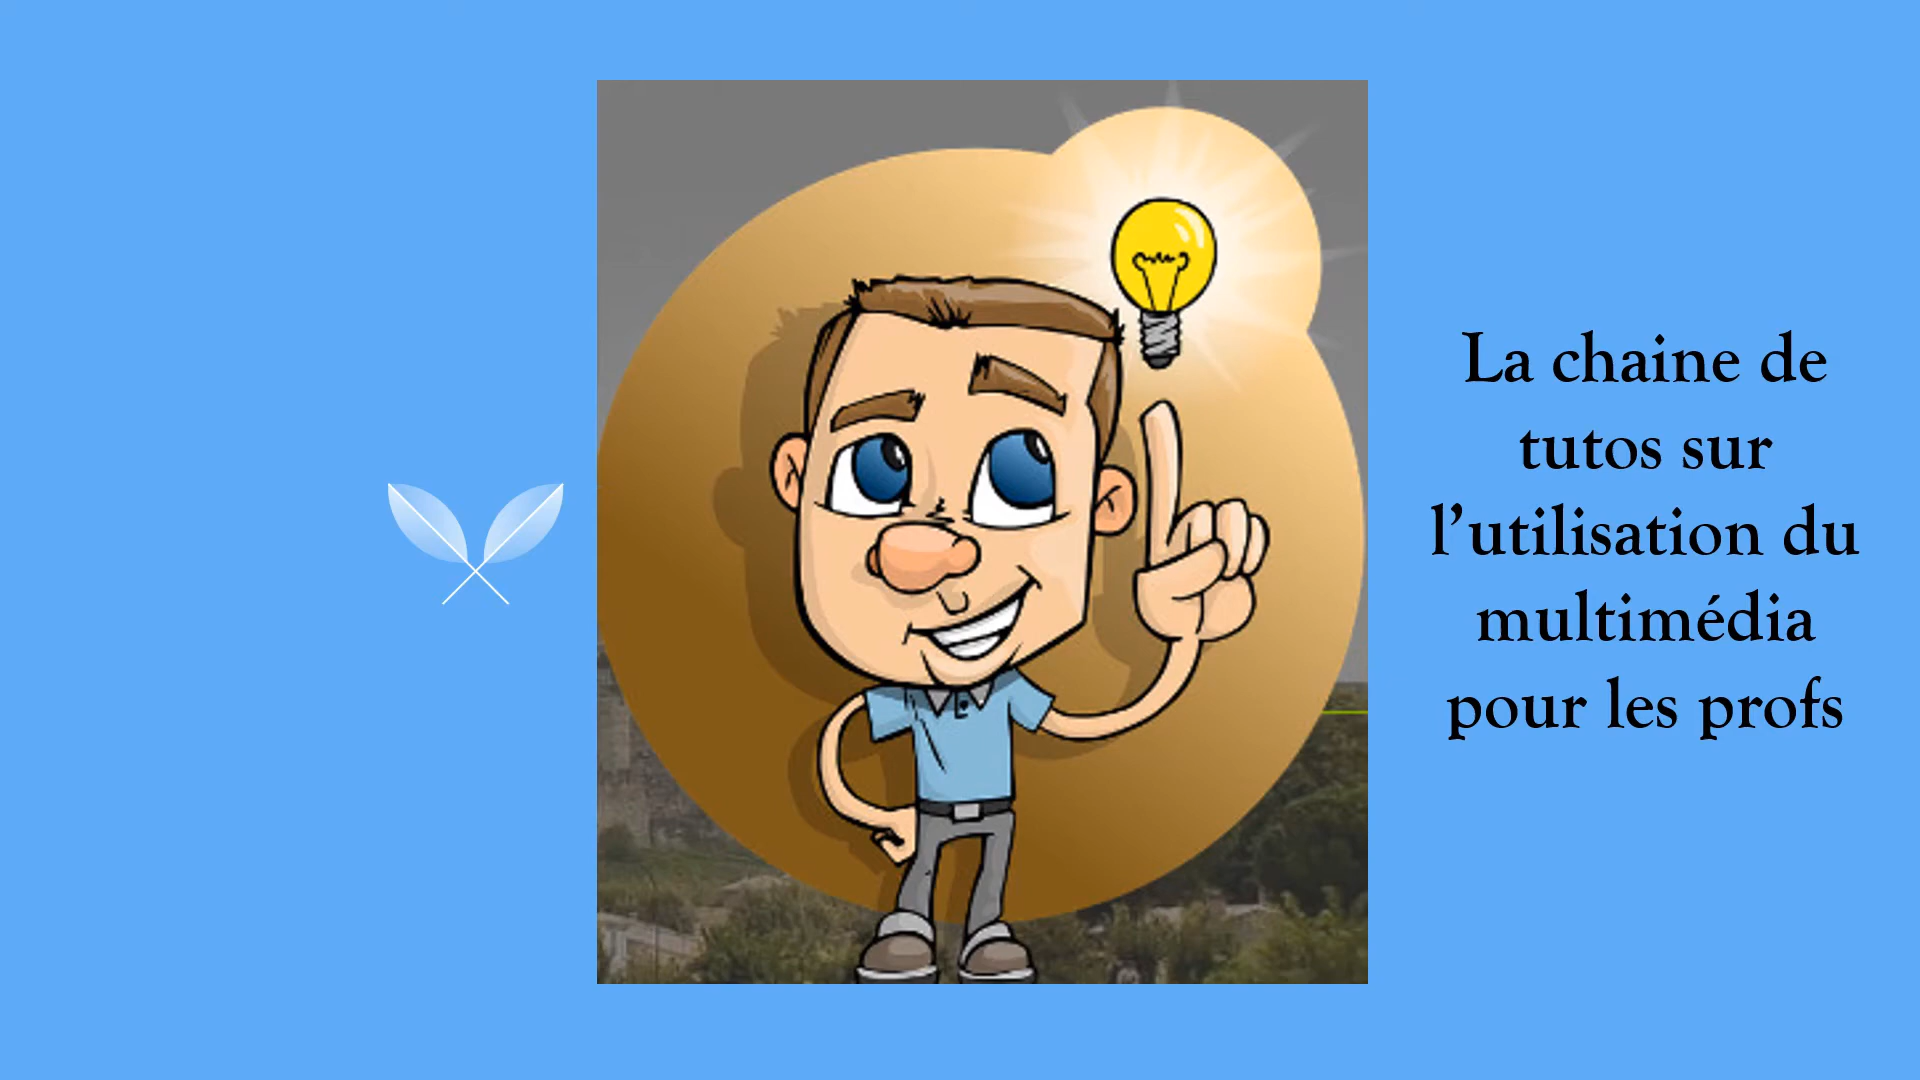 La chaine de
tutos sur
l’utilisation du
multimédia
pour les profs